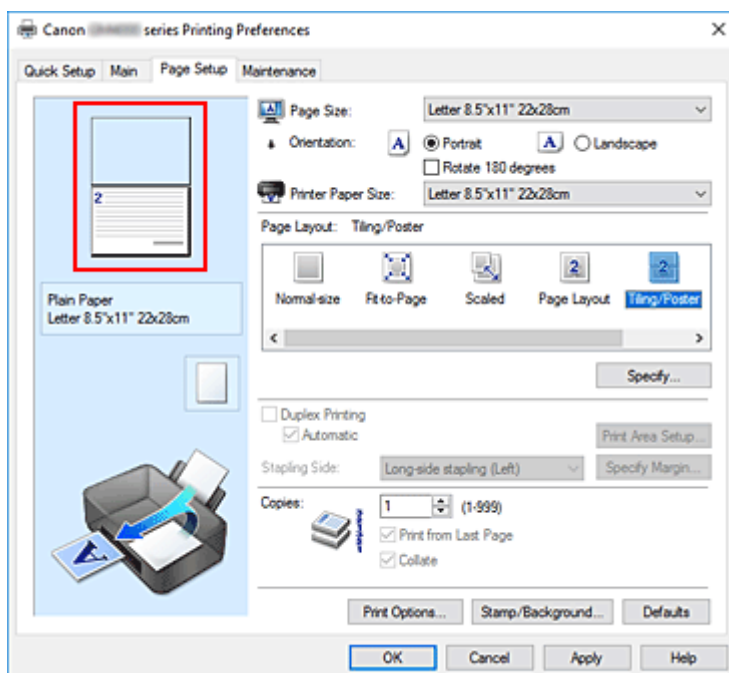 Canon series Printing Preferences
Quick Setup Main Page Setup Maintenance
2
Plain Paper
Letter 8.5"x11" 22x28cm
A
Page Size: Letter 8.5"x11" 22x28cm
Orientation: A Portrait A Landscape
Rotate 180 degrees
Printer Paper Size: Letter 8.5"x11" 22x28cm
Page Layout: Tiling/Poster
2 2
Normal-size Fit-to-Page Scaled Page Layout Tiling/Poster
Specify...
Duplex Printing
Automatic Print Area Setup...
Stapling Side: Long-side stapling (Left) Specify Margin...
Copies: 1 (1-999)
Print from Last Page
Collate
Print Options... Stamp/Background... Defaults
OK Cancel Apply Help